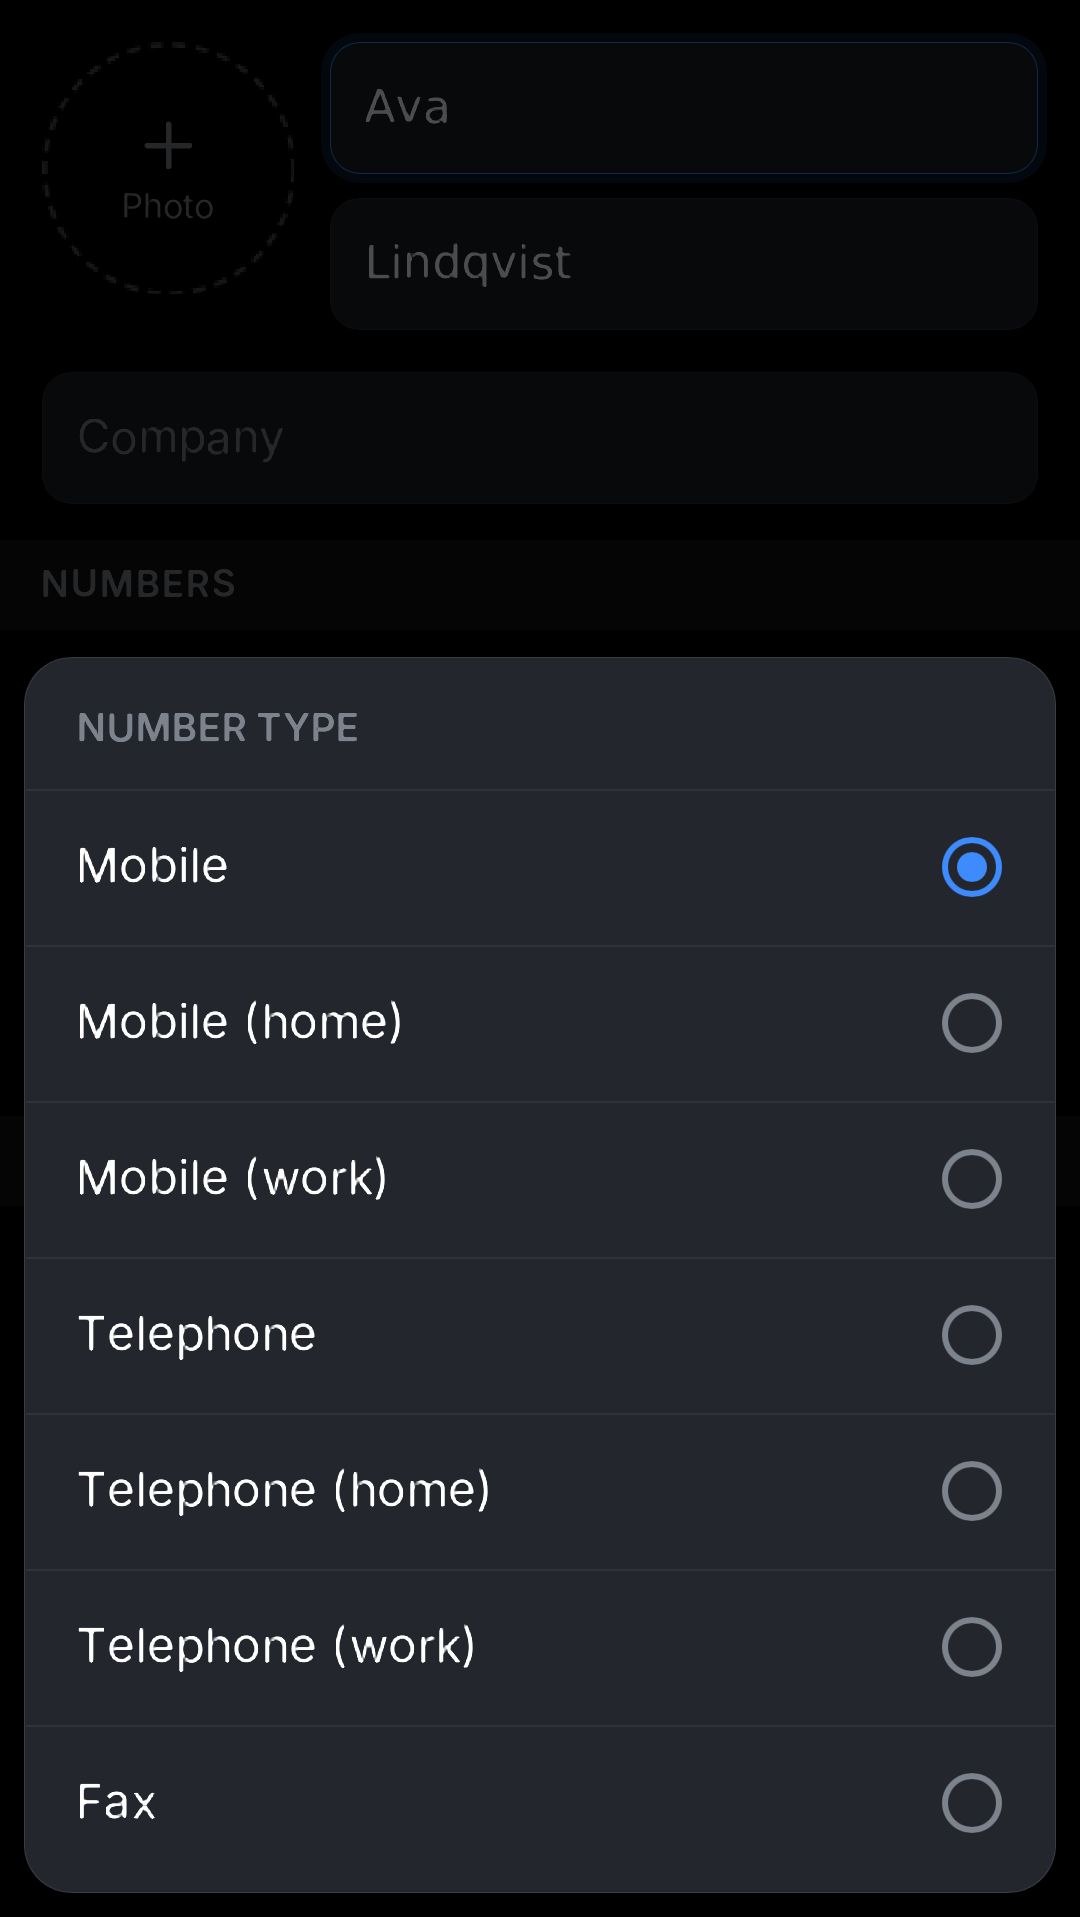 Ava
Photo
Lindqvist
Company
NUMBERS
NUMBER TYPE
Mobile
Mobile (home)
Mobile (work)
Telephone
Telephone (home)
Telephone (work)
Fax